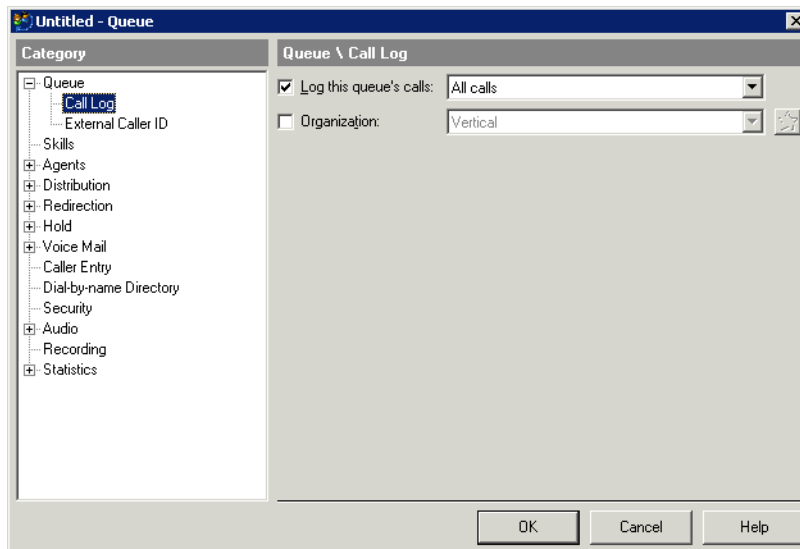 Untitled - Queue
Category
Queue
Call Log
External Caller ID
Skills
Agents
Distribution
Redirection
Hold
Voice Mail
Caller Entry
Dial-by-name Directory
Security
Audio
Recording
Statistics
Queue \ Call Log
Log this queue's calls: All calls
Organization: Vertical
OK Cancel Help